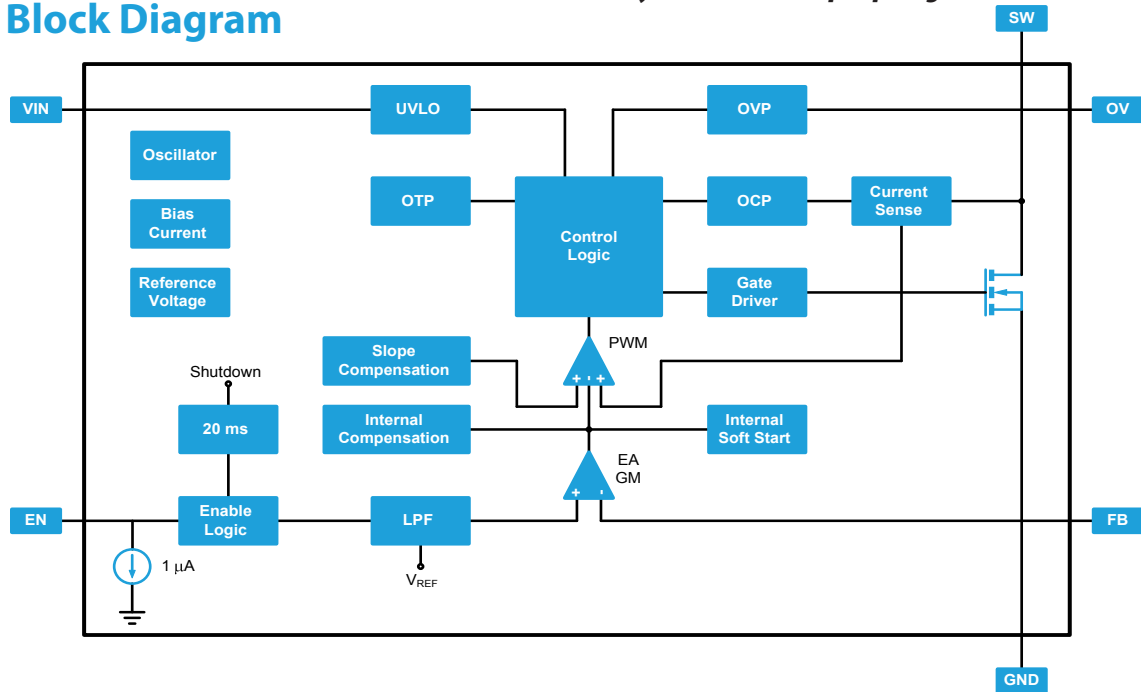 Block Diagram
SW
VIN
UVLO
OVP
OV
Oscillator
OTP
Control
Logic
OCP
Current
Sense
Bias
Current
Reference
Voltage
Gate
Driver
PWM
Slope
Compensation
+ - +
Shutdown
20 ms
Internal
Compensation
Internal
Soft Start
EA
GM
+ -
EN
Enable
Logic
LPF
FB
1 µA
VREF
GND